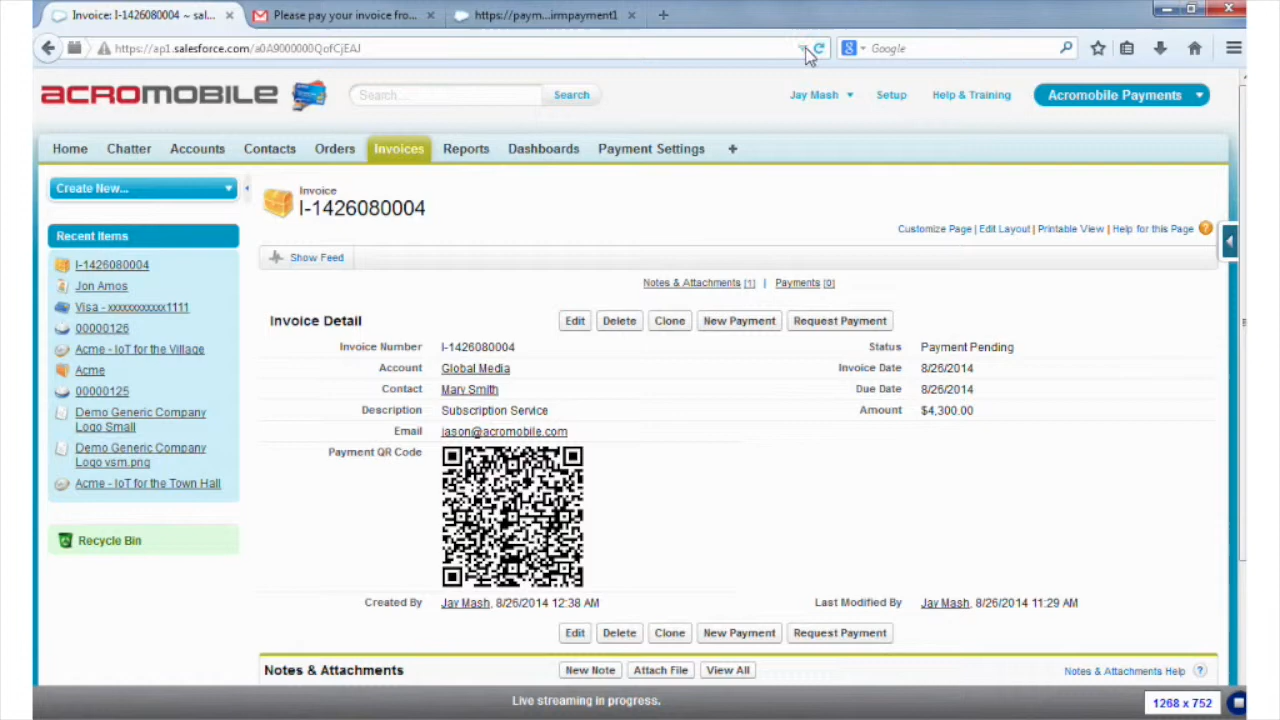 Invoice: I-1426080004 ~ sal...
Please pay your invoice fro...
https://paym...irmpayment1
https://ap1.salesforce.com/a0A9000000QofCjEAJ
Google
ACROMOBILE
Search...
Search
Jay Mash
Setup
Help & Training
Acromobile Payments
Home
Chatter
Accounts
Contacts
Orders
Invoices
Reports
Dashboards
Payment Settings
+
Create New...
Recent Items
I-1426080004
Jon Amos
Visa - xxxxxxxxxxxx1111
00000126
Acme - IoT for the Village
Acme
00000125
Demo Generic Company
Logo Small
Demo Generic Company
Logo vsm.png
Acme - IoT for the Town Hall
Recycle Bin
Invoice
I-1426080004
Customize Page | Edit Layout | Printable View | Help for this Page ?
Show Feed
Notes & Attachments [1] | Payments [0]
Invoice Detail
Edit
Delete
Clone
New Payment
Request Payment
Invoice Number I-1426080004
Status Payment Pending
Account Global Media
Invoice Date 8/26/2014
Contact Mary Smith
Due Date 8/26/2014
Description Subscription Service
Amount $4,300.00
Email jason@acromobile.com
Payment QR Code
Created By Jay Mash, 8/26/2014 12:38 AM
Last Modified By Jay Mash, 8/26/2014 11:29 AM
Edit
Delete
Clone
New Payment
Request Payment
Notes & Attachments
New Note
Attach File
View All
Notes & Attachments Help ?
Live streaming in progress.
1268 x 752